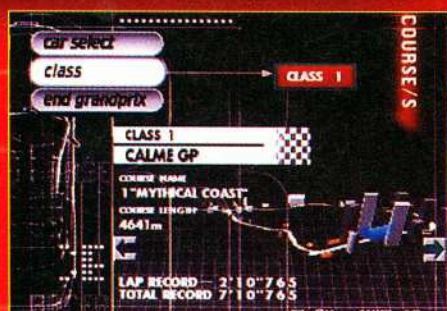 car select
class
CLASS 1
end grandprix
COURSE/S
CLASS 1
CALME GP
COURSE NAME
1"MYTHICAL COAST"
COURSE LENGTH
4641m
LAP RECORD — 2'10"765
TOTAL RECORD 7'10"765